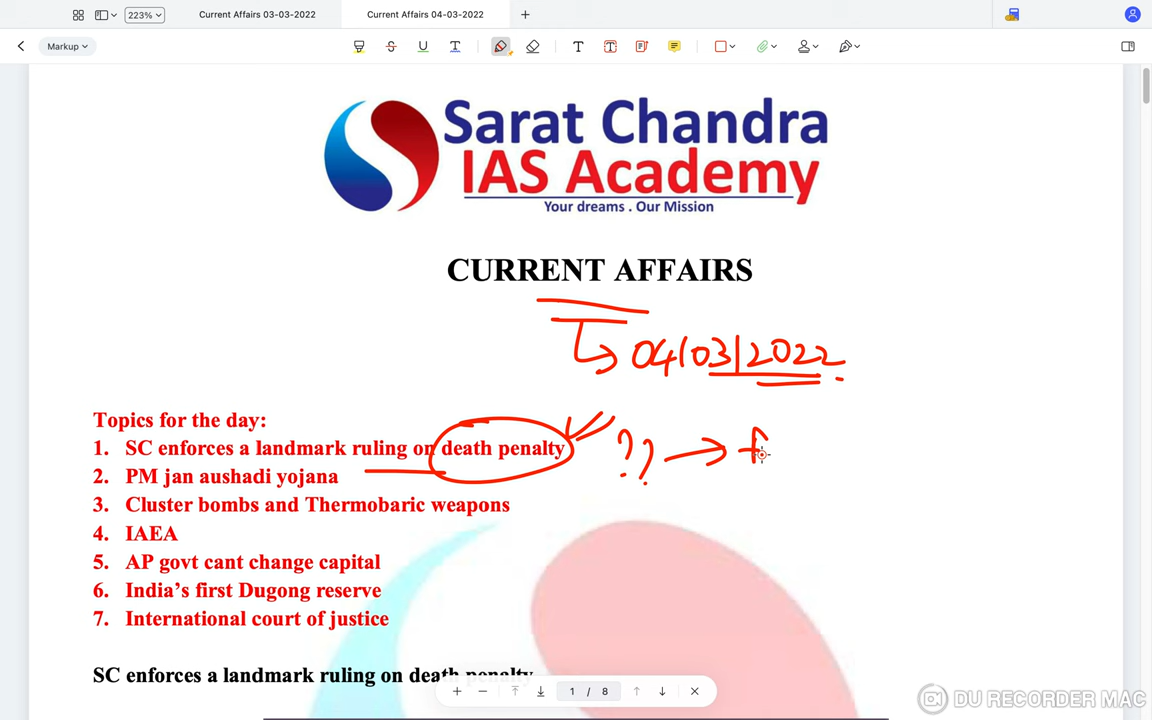 223%
Current Affairs 03-03-2022
Current Affairs 04-03-2022
Markup
Sarat Chandra
IAS Academy
Your dreams . Our Mission
CURRENT AFFAIRS
04/03/2022
Topics for the day:
1. SC enforces a landmark ruling on death penalty ?? → f
2. PM jan aushadi yojana
3. Cluster bombs and Thermobaric weapons
4. IAEA
5. AP govt cant change capital
6. India's first Dugong reserve
7. International court of justice
SC enforces a landmark ruling on death penalty
1 / 8
DU RECORDER MAC